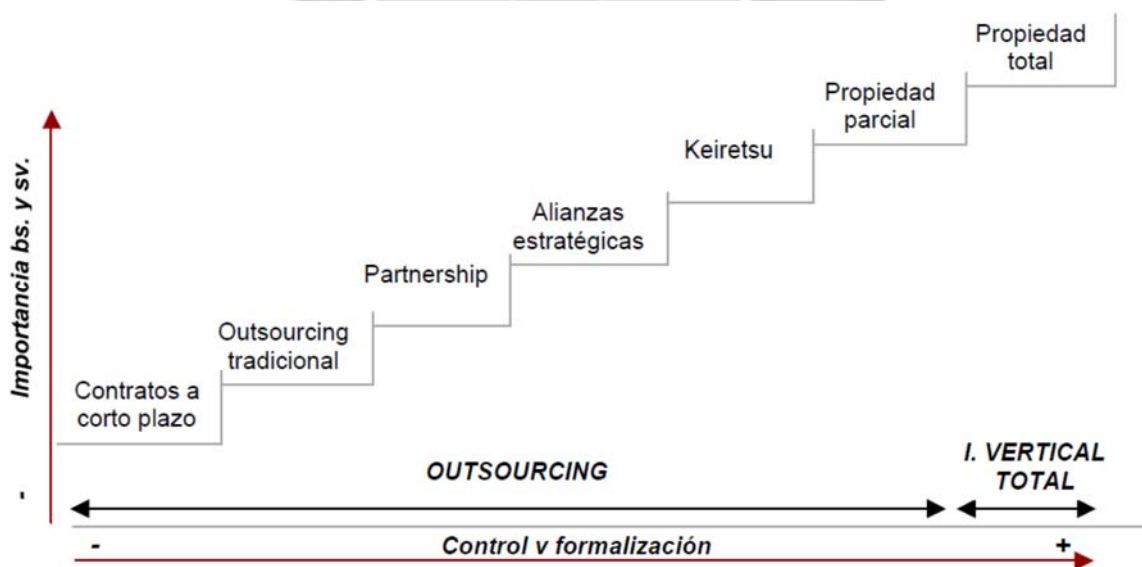 Propiedad
total
Propiedad
parcial
Keiretsu
Alianzas
estratégicas
Partnership
Outsourcing
tradicional
Contratos a
corto plazo
Importancia bs. y sv.
-
OUTSOURCING
I. VERTICAL
TOTAL
-
Control v formalización
+